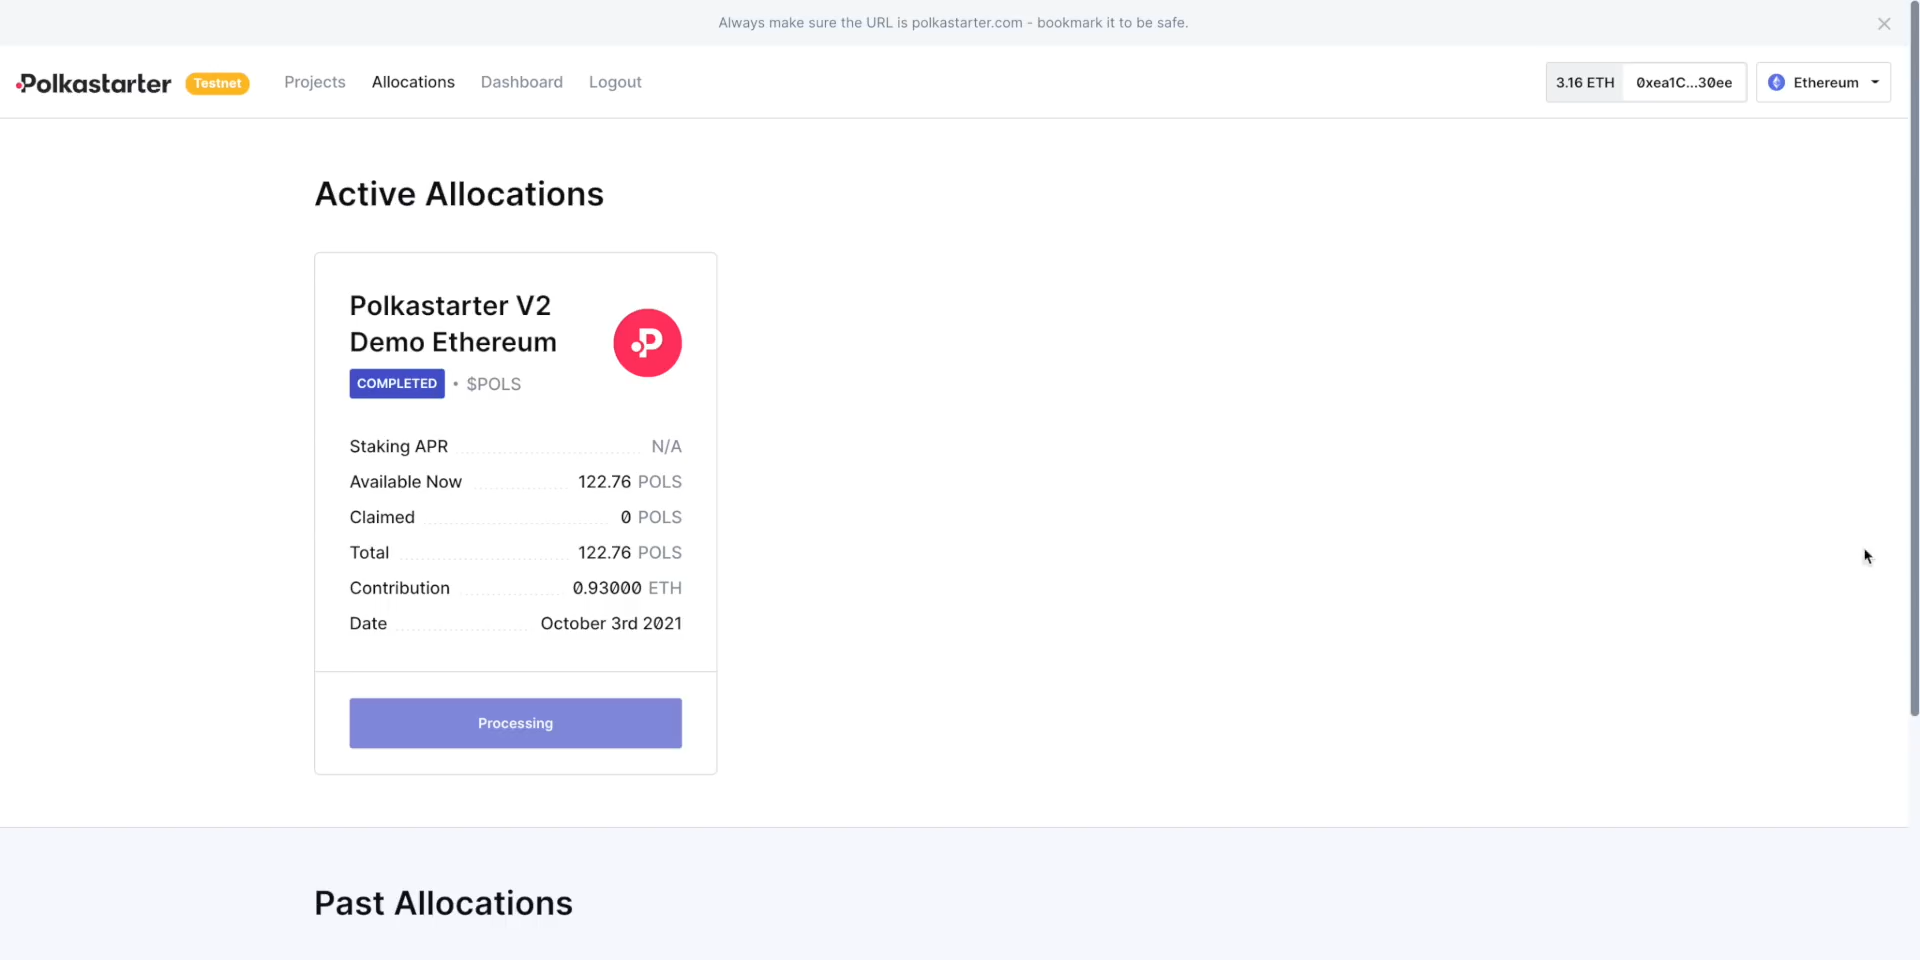 Always make sure the URL is polkastarter.com - bookmark it to be safe.
Polkastarter Testnet Projects Allocations Dashboard Logout 3.16 ETH 0xea1C...30ee Ethereum
Active Allocations
Polkastarter V2
Demo Ethereum
COMPLETED • $POLS
Staking APR N/A
Available Now 122.76 POLS
Claimed 0 POLS
Total 122.76 POLS
Contribution 0.93000 ETH
Date October 3rd 2021
Processing
Past Allocations